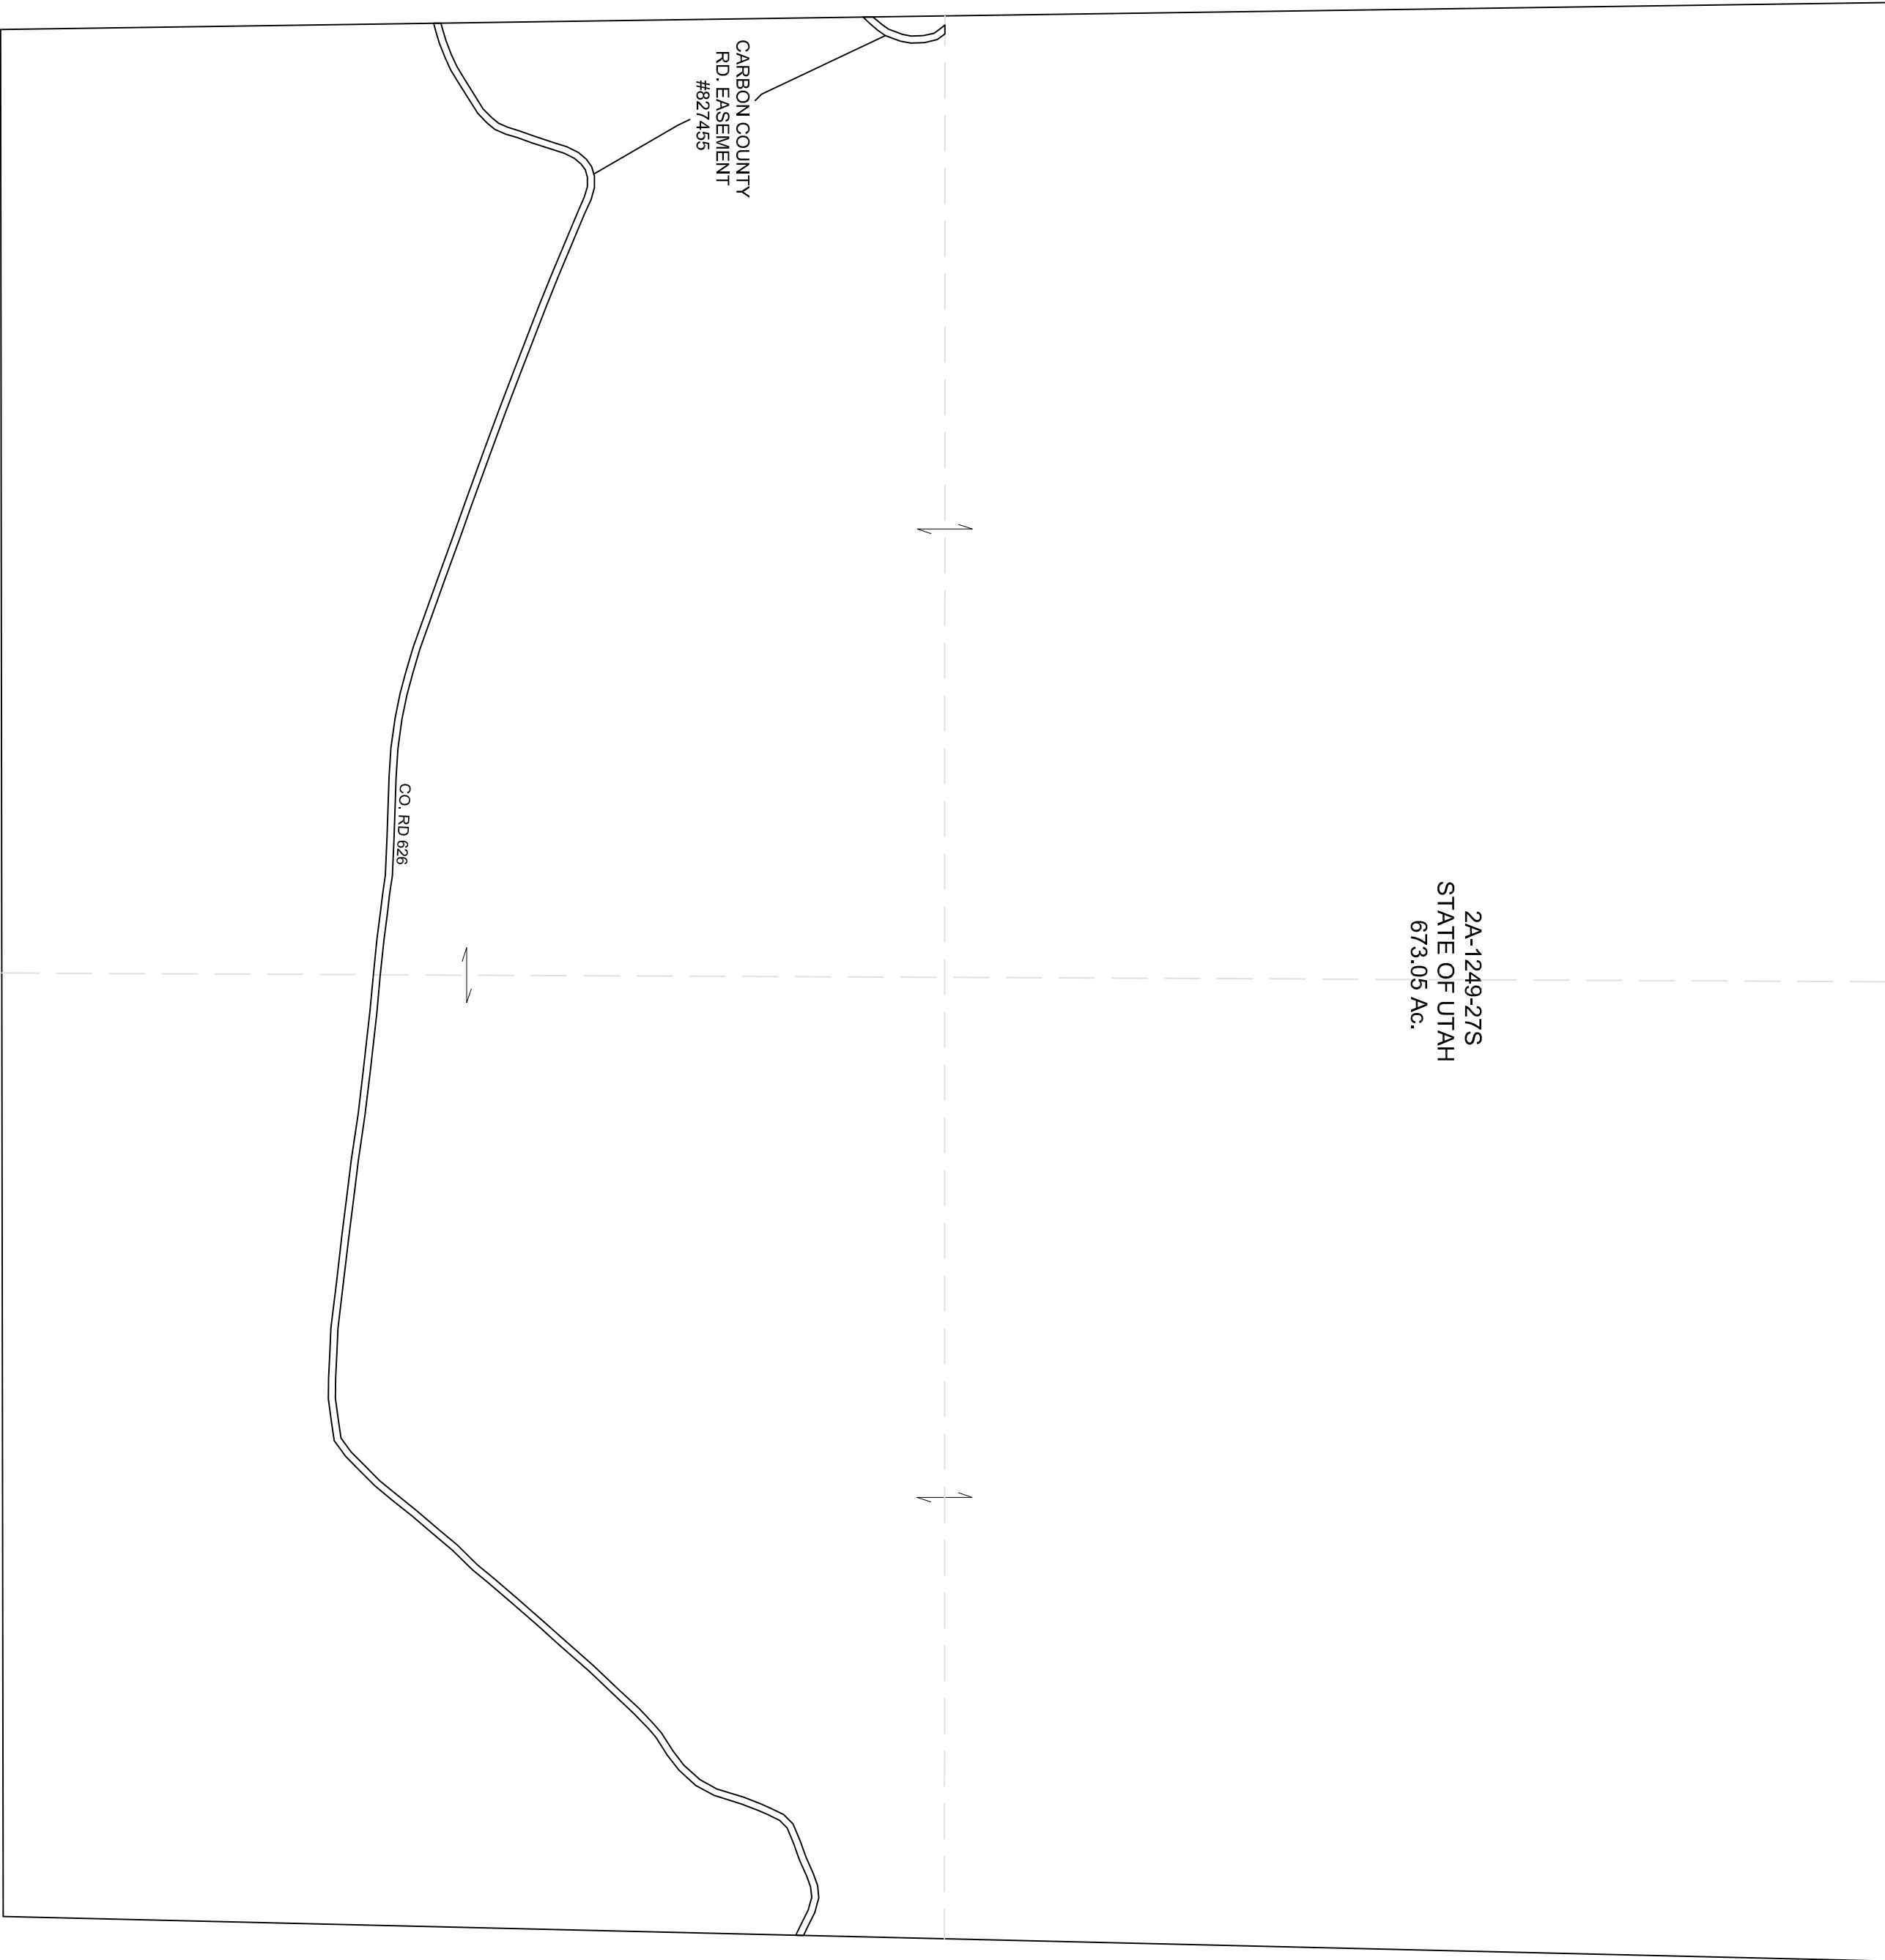 CARBON COUNTY
RD. EASEMENT
#827455
CO. RD 626
2A-1249-27S
STATE OF UTAH
673.05 Ac.